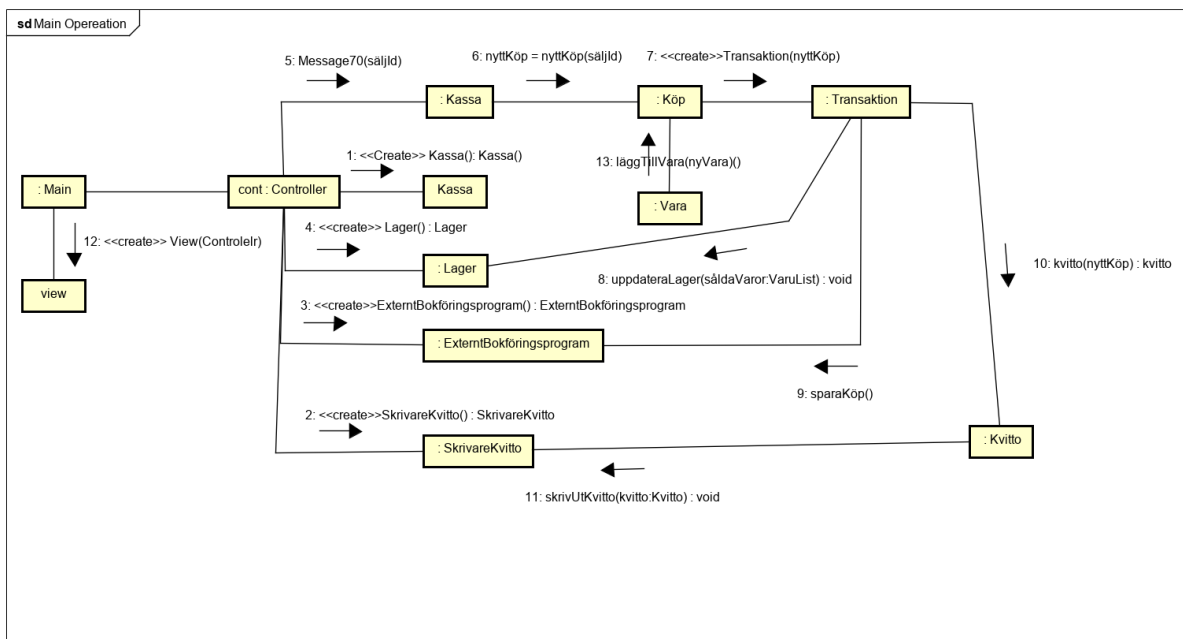 sd Main Opereation
5: Message70(säljId)
6: nyttKöp = nyttKöp(säljId)
7: <<create>>Transaktion(nyttKöp)
: Kassa
: Köp
: Transaktion
1: <<Create>> Kassa(): Kassa()
13: läggTillVara(nyVara)()
: Main
cont : Controller
Kassa
: Vara
4: <<create>> Lager() : Lager
12: <<create>> View(Controlelr)
: Lager
8: uppdateraLager(såldaVaror:VaruList) : void
10: kvitto(nyttKöp) : kvitto
view
3: <<create>>ExterntBokföringsprogram() : ExterntBokföringsprogram
: ExterntBokföringsprogram
9: sparaKöp()
2: <<create>>SkrivareKvitto() : SkrivareKvitto
: SkrivareKvitto
: Kvitto
11: skrivUtKvitto(kvitto:Kvitto) : void